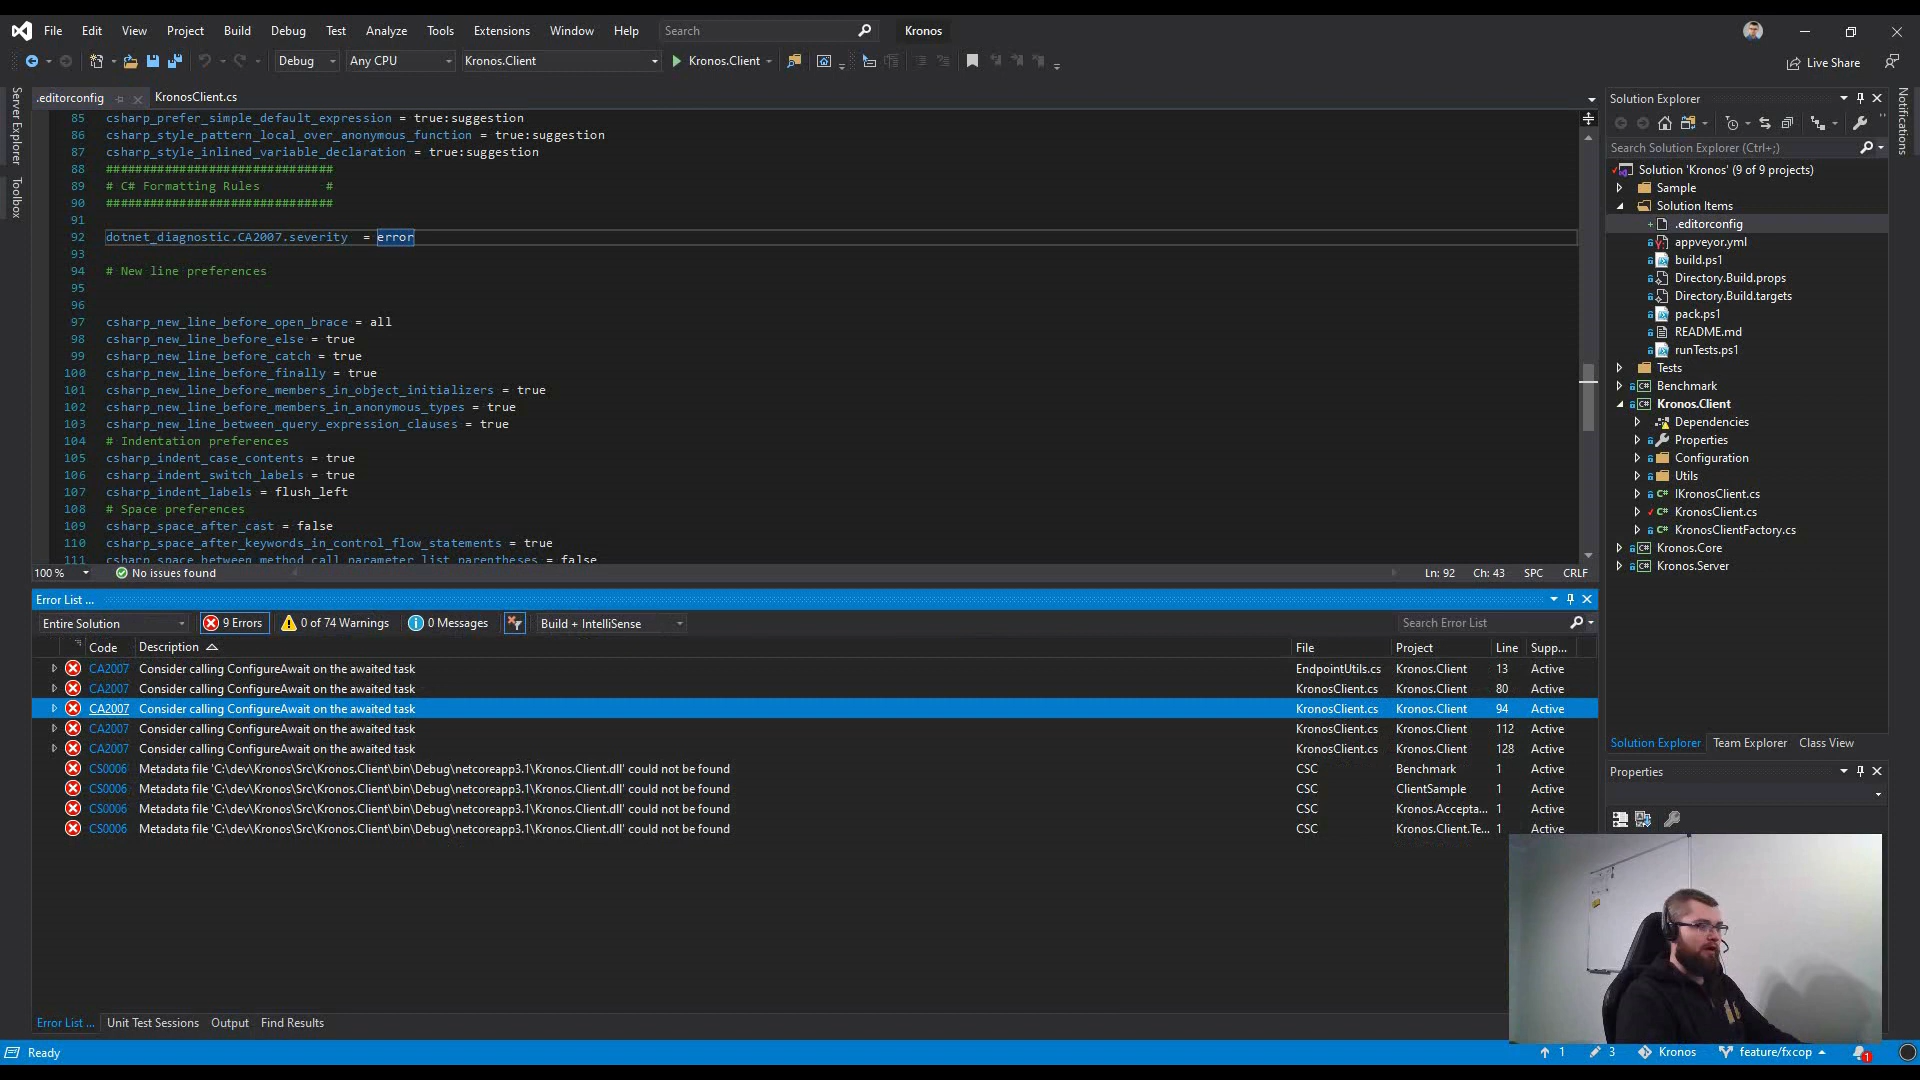 File Edit View Project Build Debug Test Analyze Tools Extensions Window Help Search Kronos
Debug Any CPU Kronos.Client Kronos.Client Live Share
Server Explorer
Toolbox
Notifications
.editorconfig KronosClient.cs
85 csharp_prefer_simple_default_expression = true:suggestion
86 csharp_style_pattern_local_over_anonymous_function = true:suggestion
87 csharp_style_inlined_variable_declaration = true:suggestion
88 ###############################
89 # C# Formatting Rules #
90 ###############################
91
92 dotnet_diagnostic.CA2007.severity = error
93
94 # New line preferences
95
96
97 csharp_new_line_before_open_brace = all
98 csharp_new_line_before_else = true
99 csharp_new_line_before_catch = true
100 csharp_new_line_before_finally = true
101 csharp_new_line_before_members_in_object_initializers = true
102 csharp_new_line_before_members_in_anonymous_types = true
103 csharp_new_line_between_query_expression_clauses = true
104 # Indentation preferences
105 csharp_indent_case_contents = true
106 csharp_indent_switch_labels = true
107 csharp_indent_labels = flush_left
108 # Space preferences
109 csharp_space_after_cast = false
110 csharp_space_after_keywords_in_control_flow_statements = true
111 csharp_space_between_method_call_parameter_list_parentheses = false
100 % No issues found Ln: 92 Ch: 43 SPC CRLF
Solution Explorer
Search Solution Explorer (Ctrl+;)
Solution 'Kronos' (9 of 9 projects)
Sample
Solution Items
.editorconfig
appveyor.yml
build.ps1
Directory.Build.props
Directory.Build.targets
pack.ps1
README.md
runTests.ps1
Tests
C# Benchmark
C# Kronos.Client
Dependencies
Properties
Configuration
Utils
C# IKronosClient.cs
C# KronosClient.cs
C# KronosClientFactory.cs
C# Kronos.Core
C# Kronos.Server
Solution Explorer Team Explorer Class View
Properties
Error List ...
Entire Solution 9 Errors 0 of 74 Warnings 0 Messages Build + IntelliSense Search Error List
Code Description File Project Line Supp...
CA2007 Consider calling ConfigureAwait on the awaited task EndpointUtils.cs Kronos.Client 13 Active
CA2007 Consider calling ConfigureAwait on the awaited task KronosClient.cs Kronos.Client 80 Active
CA2007 Consider calling ConfigureAwait on the awaited task KronosClient.cs Kronos.Client 94 Active
CA2007 Consider calling ConfigureAwait on the awaited task KronosClient.cs Kronos.Client 112 Active
CA2007 Consider calling ConfigureAwait on the awaited task KronosClient.cs Kronos.Client 128 Active
CS0006 Metadata file 'C:\dev\Kronos\Src\Kronos.Client\bin\Debug\netcoreapp3.1\Kronos.Client.dll' could not be found CSC Benchmark 1 Active
CS0006 Metadata file 'C:\dev\Kronos\Src\Kronos.Client\bin\Debug\netcoreapp3.1\Kronos.Client.dll' could not be found CSC ClientSample 1 Active
CS0006 Metadata file 'C:\dev\Kronos\Src\Kronos.Client\bin\Debug\netcoreapp3.1\Kronos.Client.dll' could not be found CSC Kronos.Accepta... 1 Active
CS0006 Metadata file 'C:\dev\Kronos\Src\Kronos.Client\bin\Debug\netcoreapp3.1\Kronos.Client.dll' could not be found CSC Kronos.Client.Te... 1 Active
Error List ... Unit Test Sessions Output Find Results
Ready 1 3 Kronos feature/fxcop 1